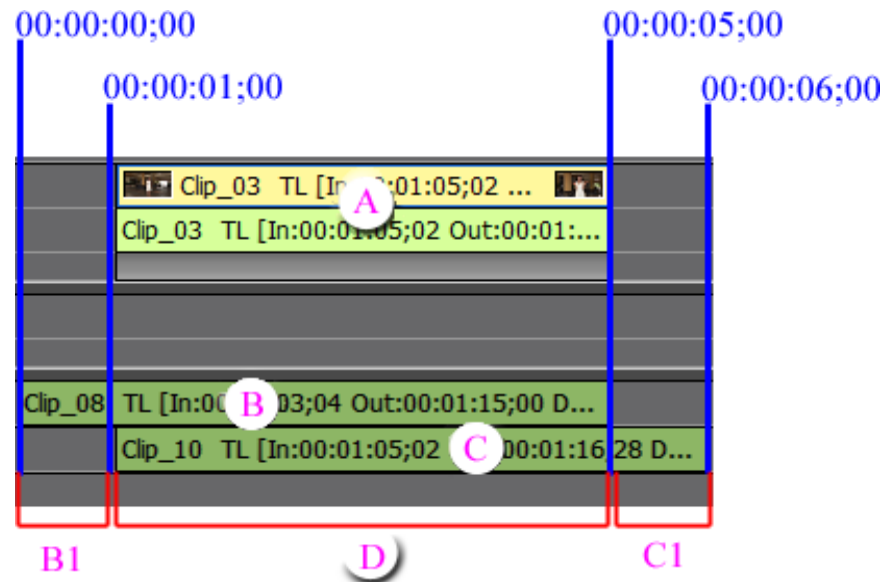 00:00:00;00
00:00:05;00
00:00:01;00
00:00:06;00
Clip_03 TL [In: :01:05;02 ...
A
Clip_03 TL [In:00:01:05;02 Out:00:01:...
Clip_08 TL [In:00 03;04 Out:00:01:15;00 D...
B
Clip_10 TL [In:00:01:05;02 00:01:16;28 D...
C
B1
D
C1